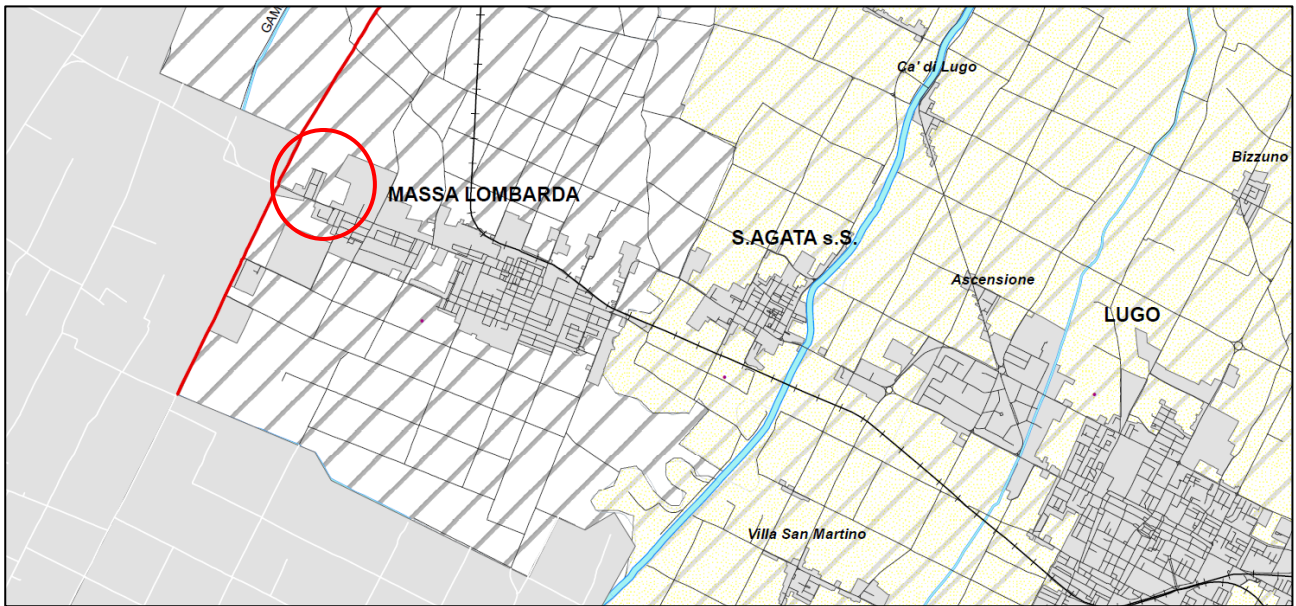 GAM
Ca' di Lugo
Bizzuno
MASSA LOMBARDA
S.AGATA s.S.
Ascensione
LUGO
Villa San Martino